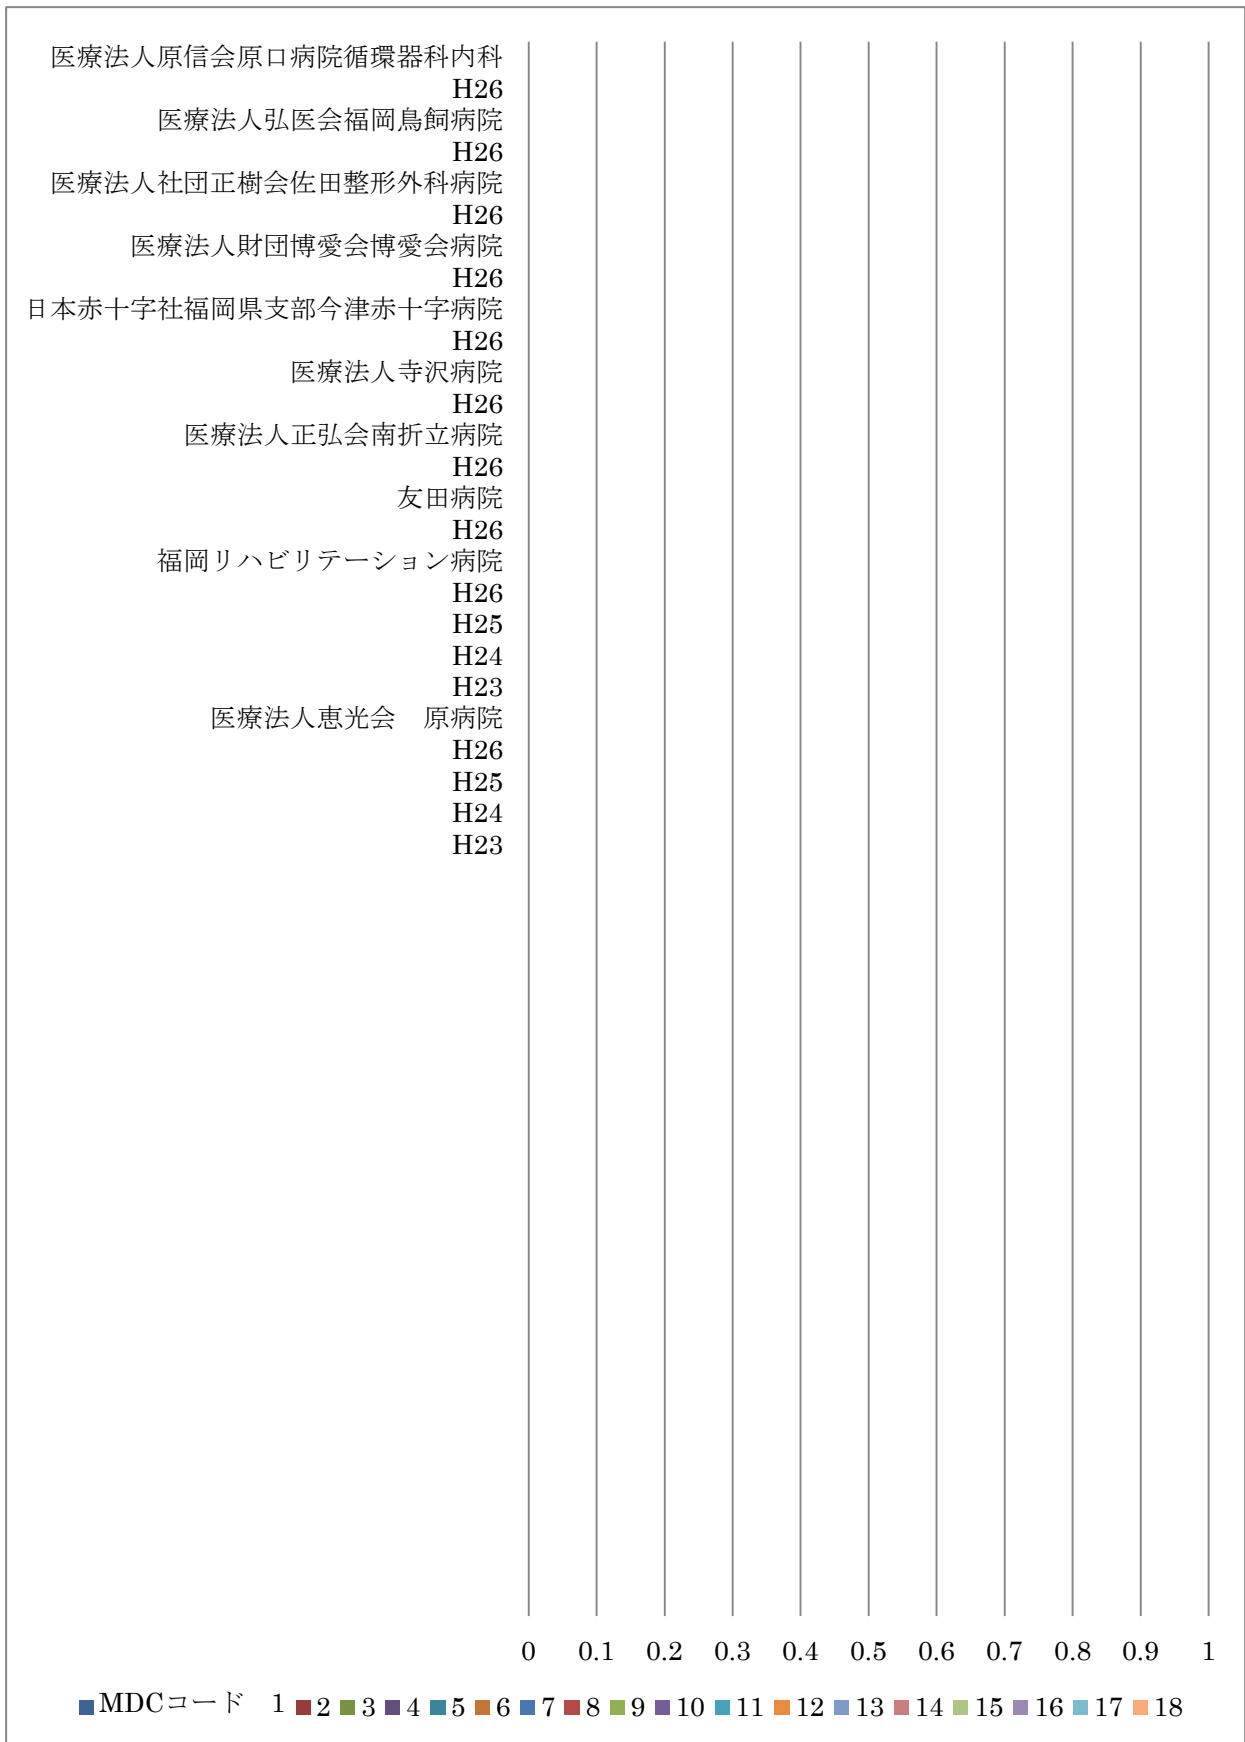 医療法人原信会原口病院循環器科内科
H26
医療法人弘医会福岡鳥飼病院
H26
医療法人社団正樹会佐田整形外科病院
H26
医療法人財団博愛会博愛会病院
H26
日本赤十字社福岡県支部今津赤十字病院
H26
医療法人寺沢病院
H26
医療法人正弘会南折立病院
H26
友田病院
H26
福岡リハビリテーション病院
H26
H25
H24
H23
医療法人恵光会　原病院
H26
H25
H24
H23
0 0.1 0.2 0.3 0.4 0.5 0.6 0.7 0.8 0.9 1
MDCコード　1 2 3 4 5 6 7 8 9 10 11 12 13 14 15 16 17 18